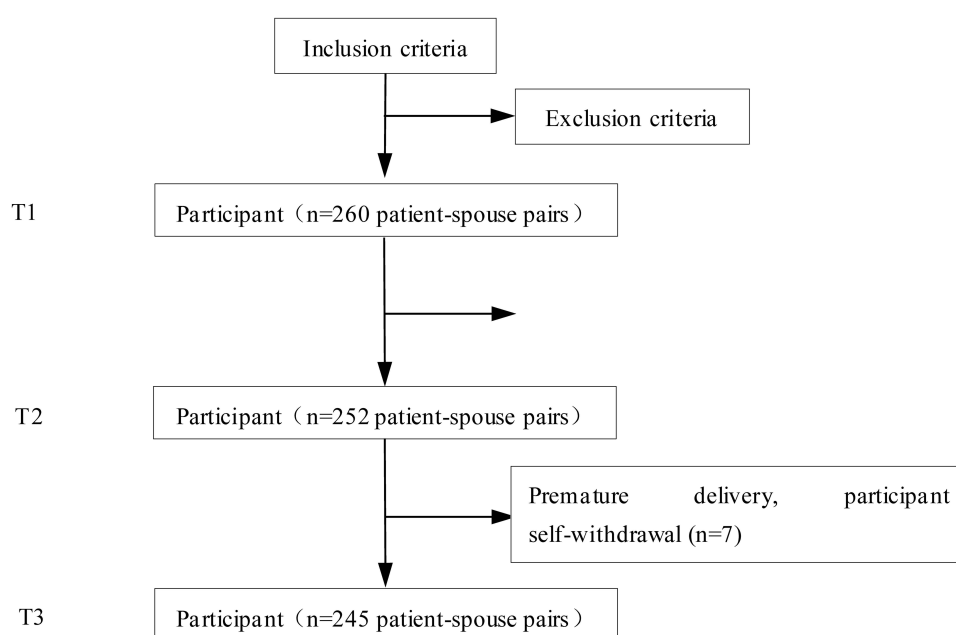 Inclusion criteria
Exclusion criteria
T1
Participant（n=260 patient-spouse pairs）
T2
Participant（n=252 patient-spouse pairs）
Premature delivery, participant
self-withdrawal (n=7)
T3
Participant（n=245 patient-spouse pairs）